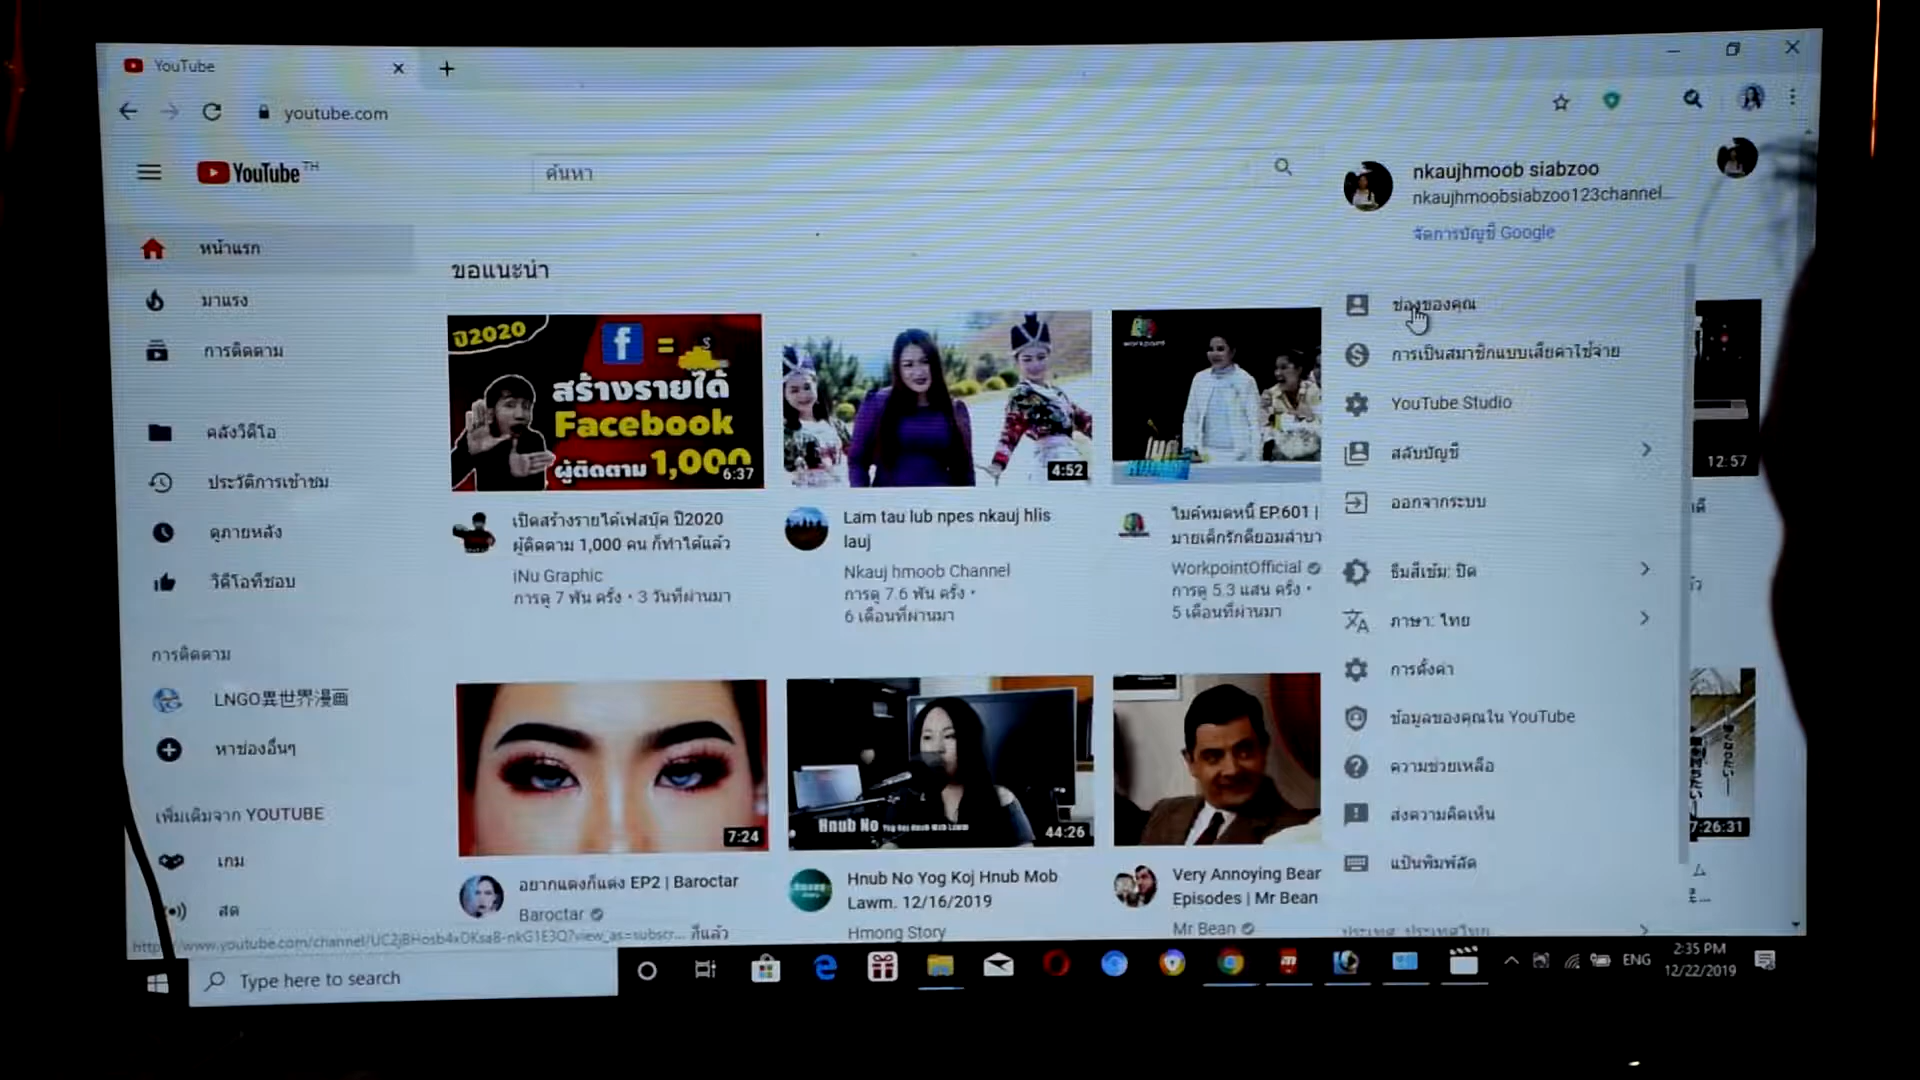 YouTube
youtube.com
YouTube TH
ค้นหา
nkaujhmoob siabzoo
nkaujhmoobsiabzoo123channel...
จัดการบัญชี Google
หน้าแรก
มาแรง
การติดตาม
คลังวิดีโอ
ประวัติการเข้าชม
ดูภายหลัง
วิดีโอที่ชอบ
การติดตาม
LNGO異世界漫画
หาช่องอื่นๆ
เพิ่มเติมจาก YOUTUBE
เกม
สด
ขอแนะนำ
ปี2020
f =
สร้างรายได้
Facebook
ผู้ติดตาม 1,000
6:37
เปิดสร้างรายได้เฟสบุ๊ค ปี2020
ผู้ติดตาม 1,000 คน ก็ทำได้แล้ว
iNu Graphic
การดู 7 พัน ครั้ง • 3 วันที่ผ่านมา
4:52
Lam tau lub npes nkauj hlis
lauj
Nkauj hmoob Channel
การดู 7.6 พัน ครั้ง •
6 เดือนที่ผ่านมา
workpoint
ไมค์หมดหนี้ EP.601 |
WorkpointOfficial
การดู 5.3 แสน ครั้ง •
5 เดือนที่ผ่านมา
12:57
7:24
อยากแต่งก็แต่ง EP2 | Baroctar
Baroctar
Hnub No Yog Koj Hnub Mob Lawm
44:26
Hnub No Yog Koj Hnub Mob
Lawm. 12/16/2019
Hmong Story
Very Annoying Bear
Episodes | Mr Bean
Mr Bean
7:26:31
ช่องของคุณ
การเป็นสมาชิกแบบเสียค่าใช้จ่าย
YouTube Studio
สลับบัญชี
ออกจากระบบ
ธีมสีเข้ม: ปิด
ภาษา: ไทย
การตั้งค่า
ข้อมูลของคุณใน YouTube
ความช่วยเหลือ
ส่งความคิดเห็น
แป้นพิมพ์ลัด
ประเทศ: ประเทศไทย
Type here to search
ENG
2:35 PM
12/22/2019